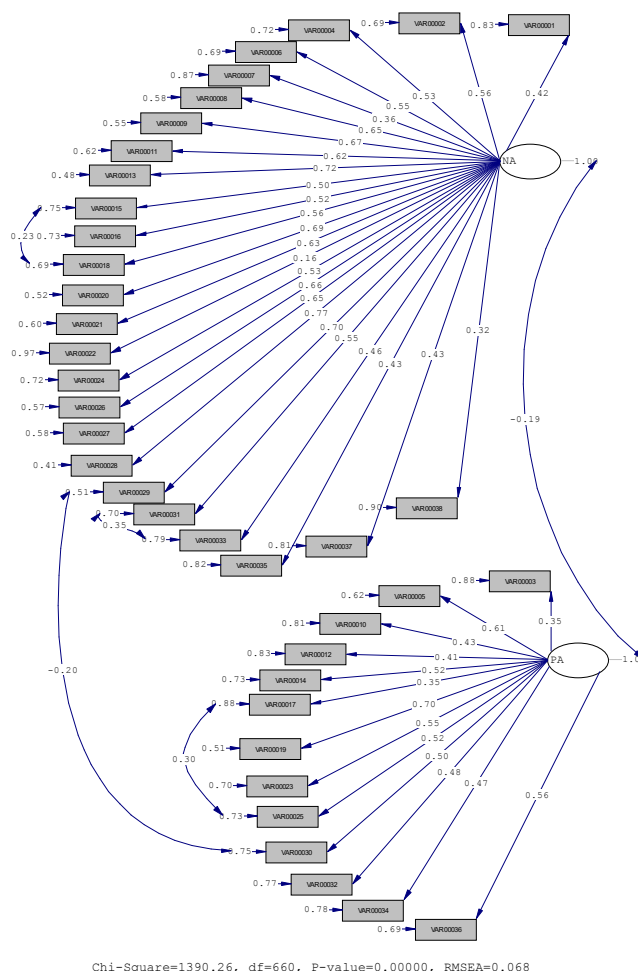 0.83 VAR00001
0.69 VAR00002
0.72 VAR00004
0.69 VAR00006
0.87 VAR00007
0.58 VAR00008
0.55 VAR00009
0.62 VAR00011
0.48 VAR00013
0.75 VAR00015
0.23
0.73 VAR00016
0.69 VAR00018
0.52 VAR00020
0.60 VAR00021
0.97 VAR00022
0.72 VAR00024
0.57 VAR00026
0.58 VAR00027
0.41 VAR00028
0.51 VAR00029
0.70 VAR00031
0.35
0.79 VAR00033
0.82 VAR00035
0.81 VAR00037
0.90 VAR00038
0.42
0.56
0.53
0.55
0.36
0.65
0.67
0.62
0.72
0.50
0.52
0.56
0.69
0.63
0.16
0.53
0.66
0.65
0.77
0.70
0.55
0.46
0.43
0.43
0.32
NA
-0.19
-0.20
0.88 VAR00003
0.62 VAR00005
0.81 VAR00010
0.83 VAR00012
0.73 VAR00014
0.88 VAR00017
0.51 VAR00019
0.30
0.70 VAR00023
0.73 VAR00025
0.75 VAR00030
0.77 VAR00032
0.78 VAR00034
0.69 VAR00036
0.35
0.61
0.43
0.41
0.52
0.35
0.70
0.55
0.52
0.50
0.48
0.47
0.56
PA
Chi-Square=1390.26, df=660, P-value=0.00000, RMSEA=0.068